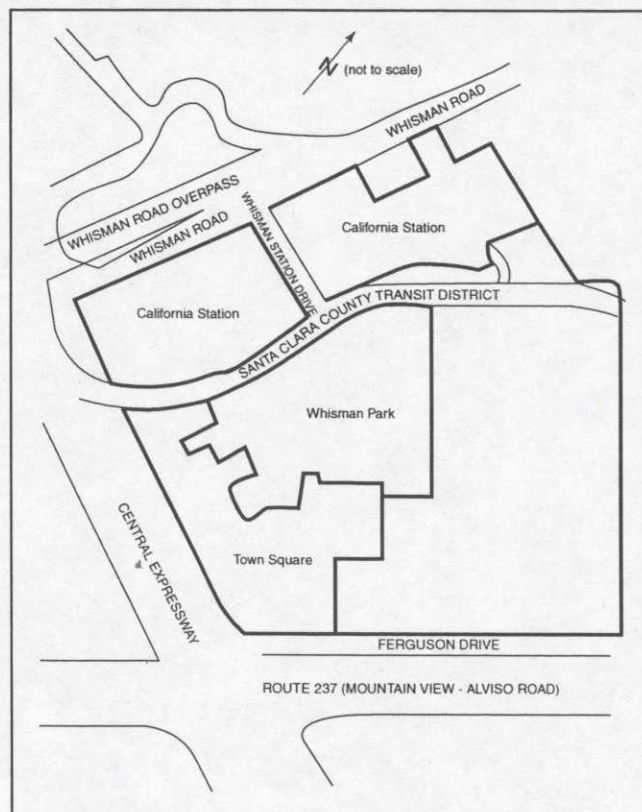 N (not to scale)
WHISMAN ROAD
WHISMAN ROAD OVERPASS
WHISMAN ROAD
WHISMAN STATION DRIVE
California Station
California Station
SANTA CLARA COUNTY TRANSIT DISTRICT
Whisman Park
CENTRAL EXPRESSWAY
Town Square
FERGUSON DRIVE
ROUTE 237 (MOUNTAIN VIEW - ALVISO ROAD)